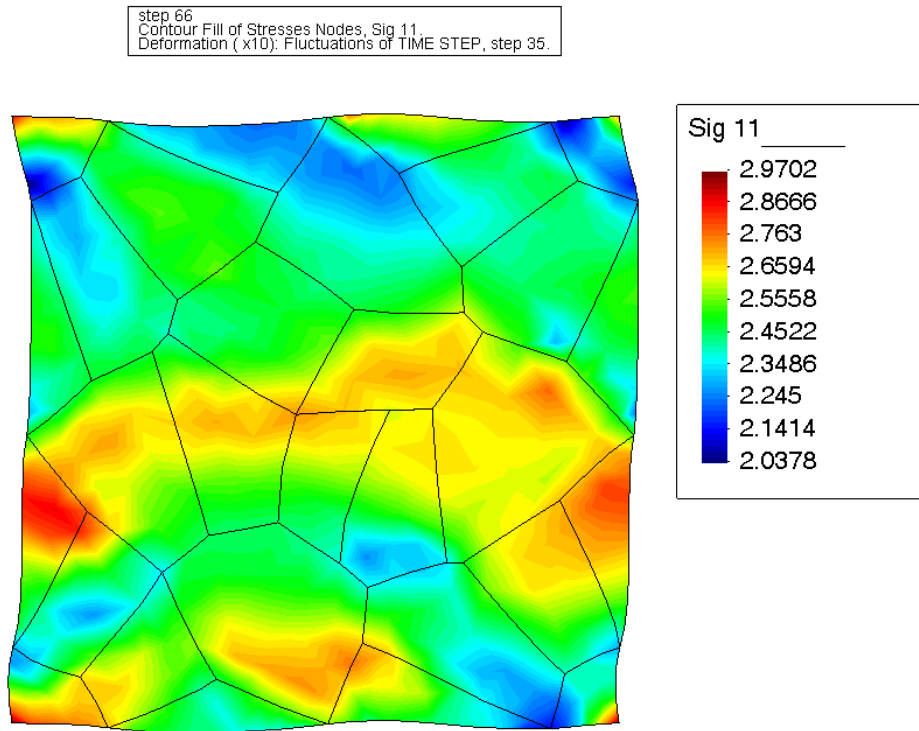 step 66
Contour Fill of Stresses Nodes, Sig 11.
Deformation ( x10): Fluctuations of TIME STEP, step 35.
Sig 11
2.9702
2.8666
2.763
2.6594
2.5558
2.4522
2.3486
2.245
2.1414
2.0378